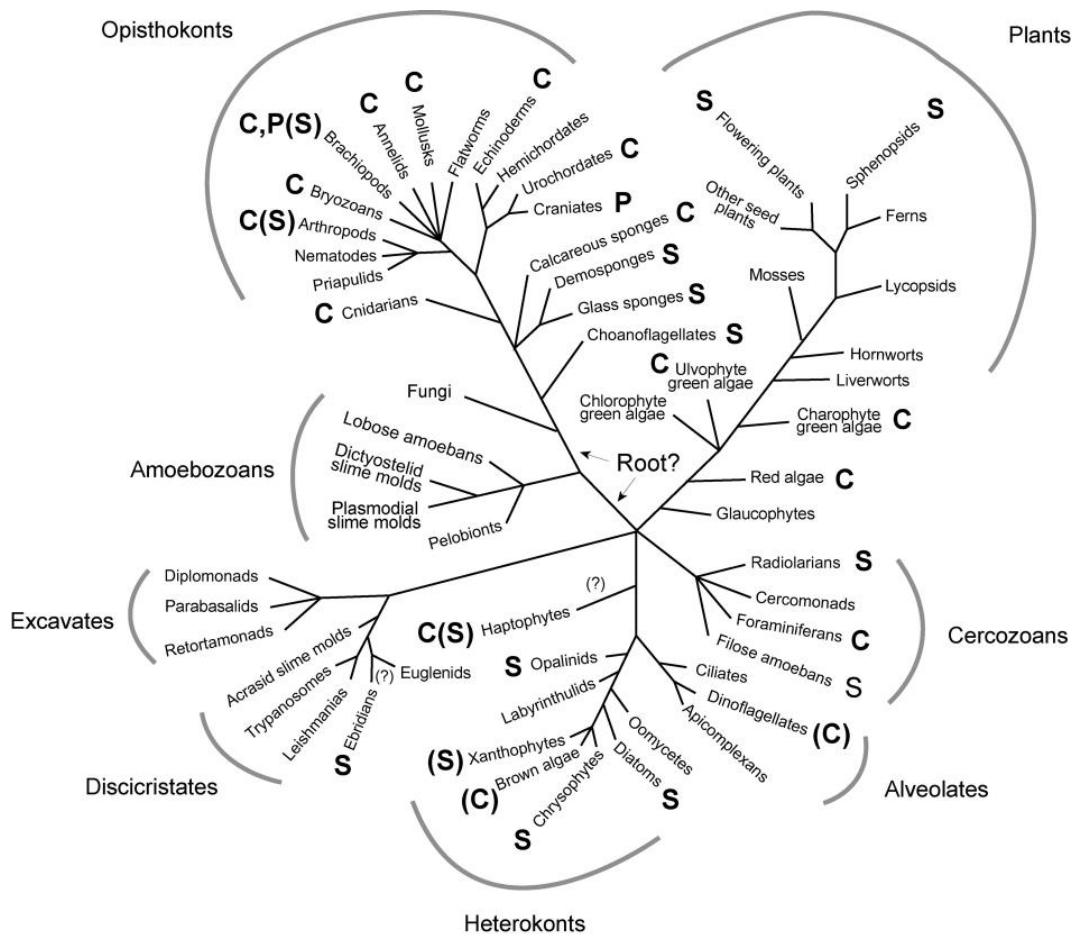 Opisthokonts
Plants
C
Echinoderms
C
Mollusks
C
Annelids
Flatworms
Hemichordates
C,P(S)
Brachiopods
Urochordates C
C Bryozoans
Craniates P
C(S) Arthropods
Calcareous sponges C
Nematodes
Demosponges S
Priapulids
Glass sponges S
C Cnidarians
Choanoflagellates S
Fungi
S
Flowering plants
S
Sphenopsids
Other seed
plants
Ferns
Mosses
Lycopsids
Hornworts
Liverworts
C Ulvophyte
green algae
Chlorophyte
green algae
Charophyte
green algae C
Root?
Red algae C
Glaucophytes
Amoebozoans
Lobose amoebans
Dictyostelid
slime molds
Plasmodial
slime molds
Pelobionts
Excavates
Diplomonads
Parabasalids
Retortamonads
Discicristates
Acrasid slime molds
Trypanosomes
Leishmanias
S Ebridians
(?)
Euglenids
(?)
C(S) Haptophytes
S Opalinids
Labyrinthulids
(S) Xanthophytes
(C) Brown algae
S Chrysophytes
Diatoms S
Oomycetes
Heterokonts
Ciliates
Dinoflagellates
(C)
Apicomplexans
Alveolates
Radiolarians S
Cercomonads
Foraminiferans C
Filose amoebans S
Cercozoans